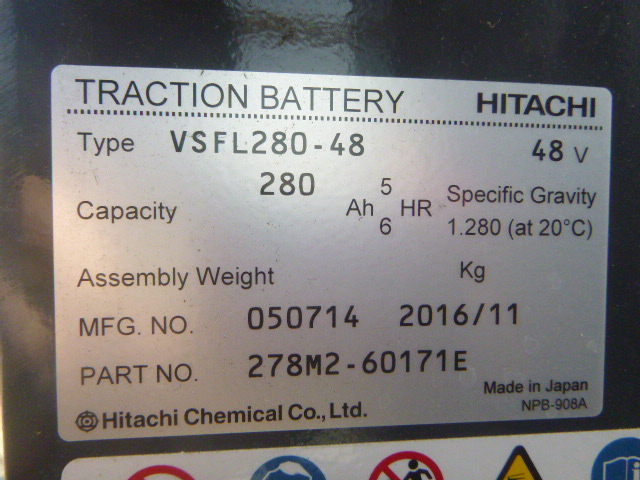 TRACTION BATTERY HITACHI
Type VSFL280-48 48 V
Capacity 280 Ah 5 HR Specific Gravity
6 1.280 (at 20°C)
Assembly Weight Kg
MFG. NO. 050714 2016/11
PART NO. 278M2-60171E
Made in Japan
Hitachi Chemical Co., Ltd. NPB-908A